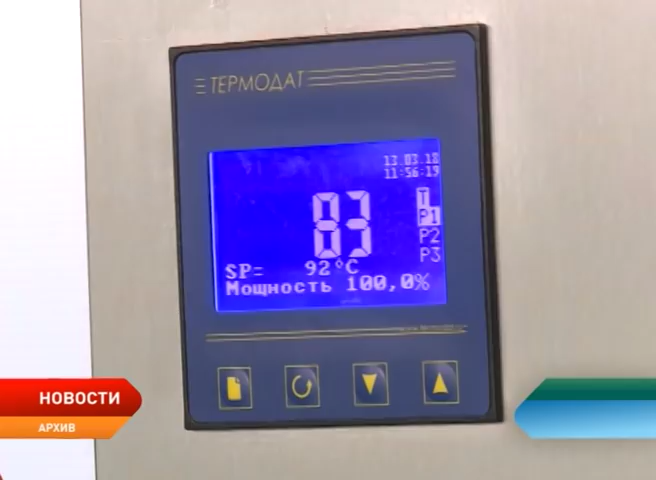 ТЕРМОДАТ
13.03.18
11:56:19
83
T
P1
P2
P3
SP= 92°C
Мощность 100,0%
НОВОСТИ
АРХИВ